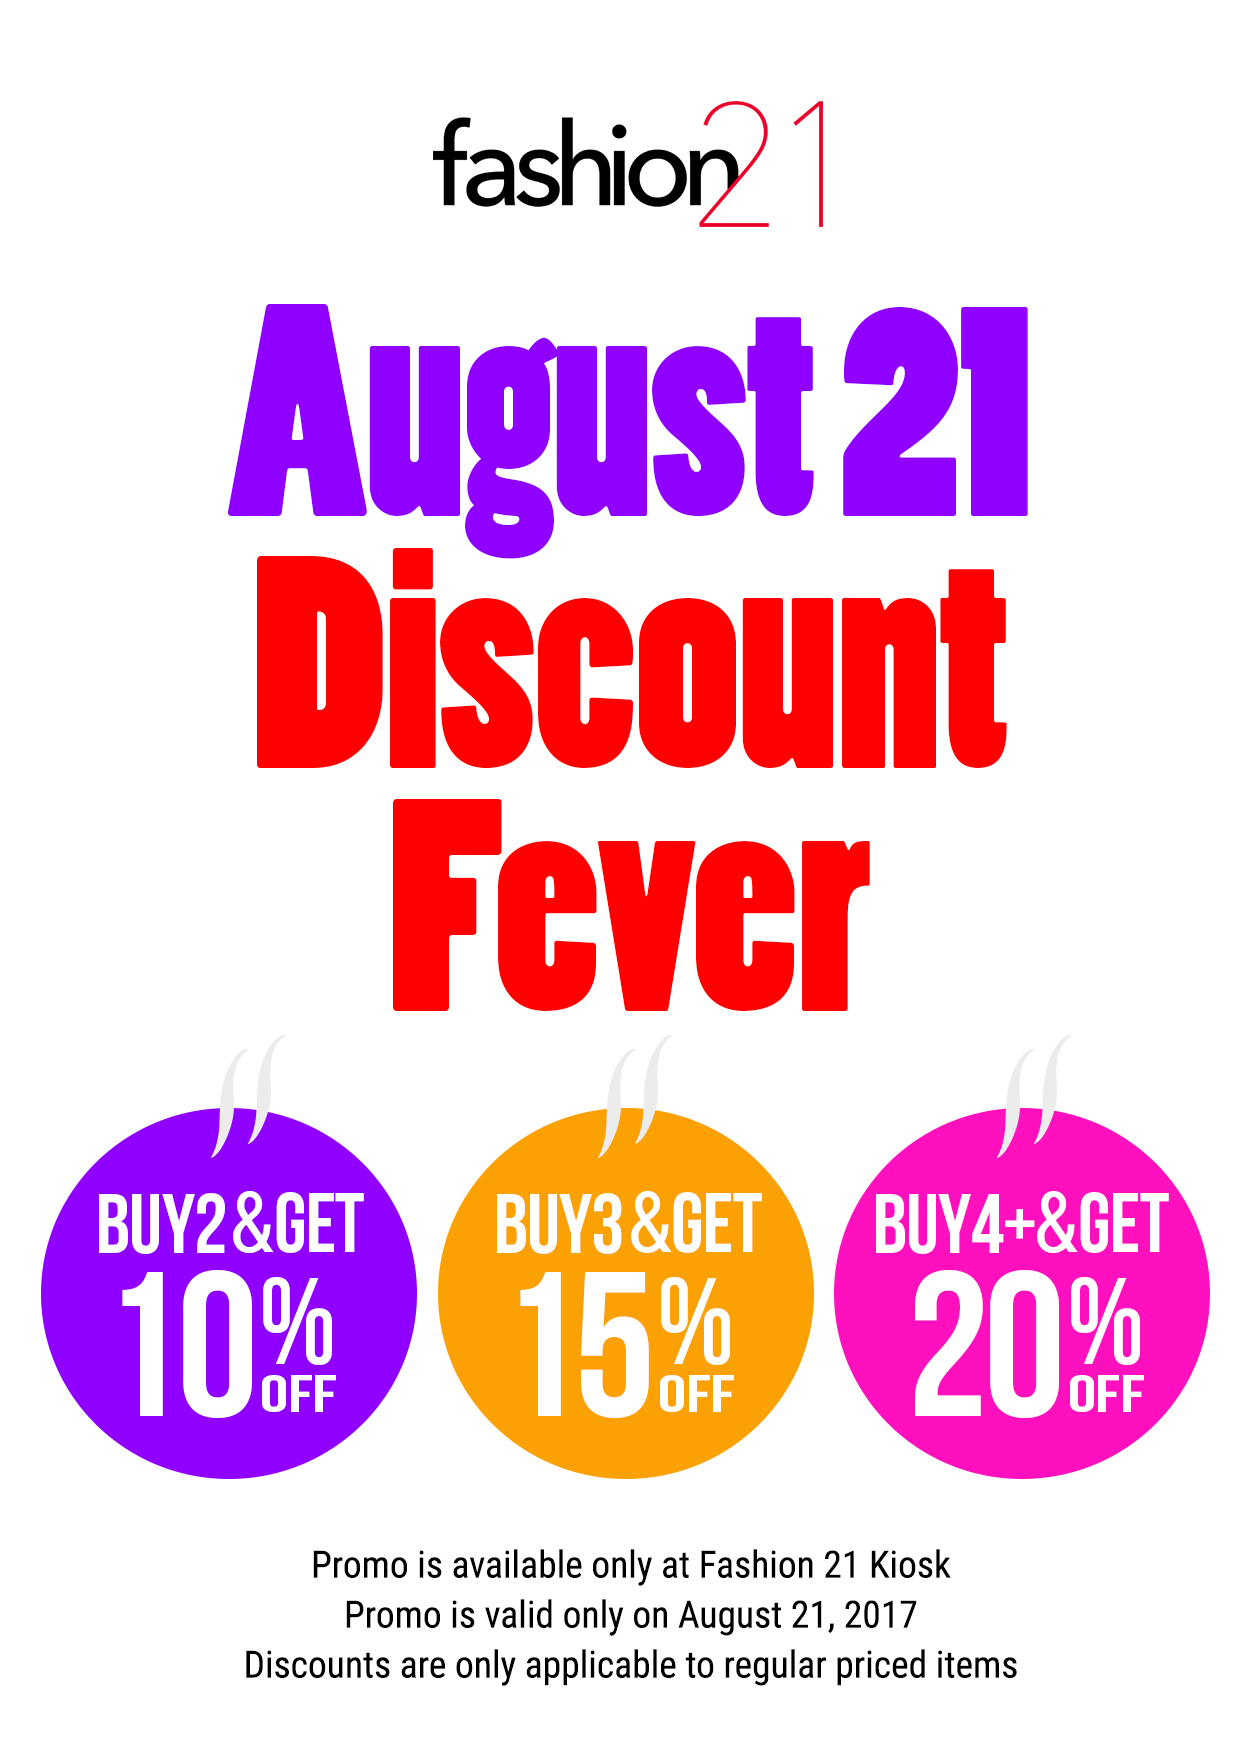 fashion21
August 21
Discount
Fever
BUY2 &GET
10%
OFF
BUY3 &GET
15%
OFF
BUY4+&GET
20%
OFF
Promo is available only at Fashion 21 Kiosk
Promo is valid only on August 21, 2017
Discounts are only applicable to regular priced items